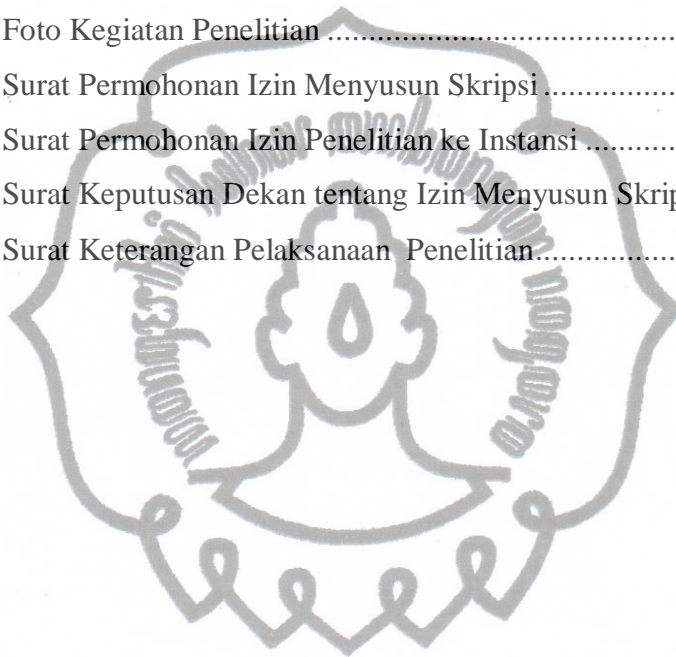 Foto Kegiatan Penelitian ......................................
Surat Permohonan Izin Menyusun Skripsi .................
Surat Permohonan Izin Penelitian ke Instansi ............
Surat Keputusan Dekan tentang Izin Menyusun Skrip
Surat Keterangan Pelaksanaan Penelitian..................